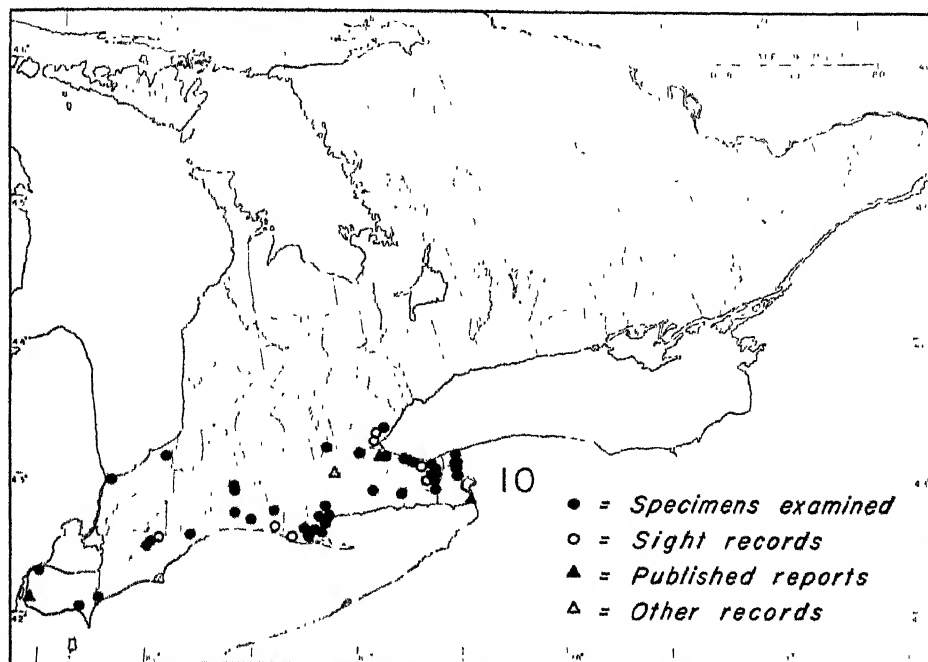 10
● = Specimens examined
○ = Sight records
▲ = Published reports
△ = Other records